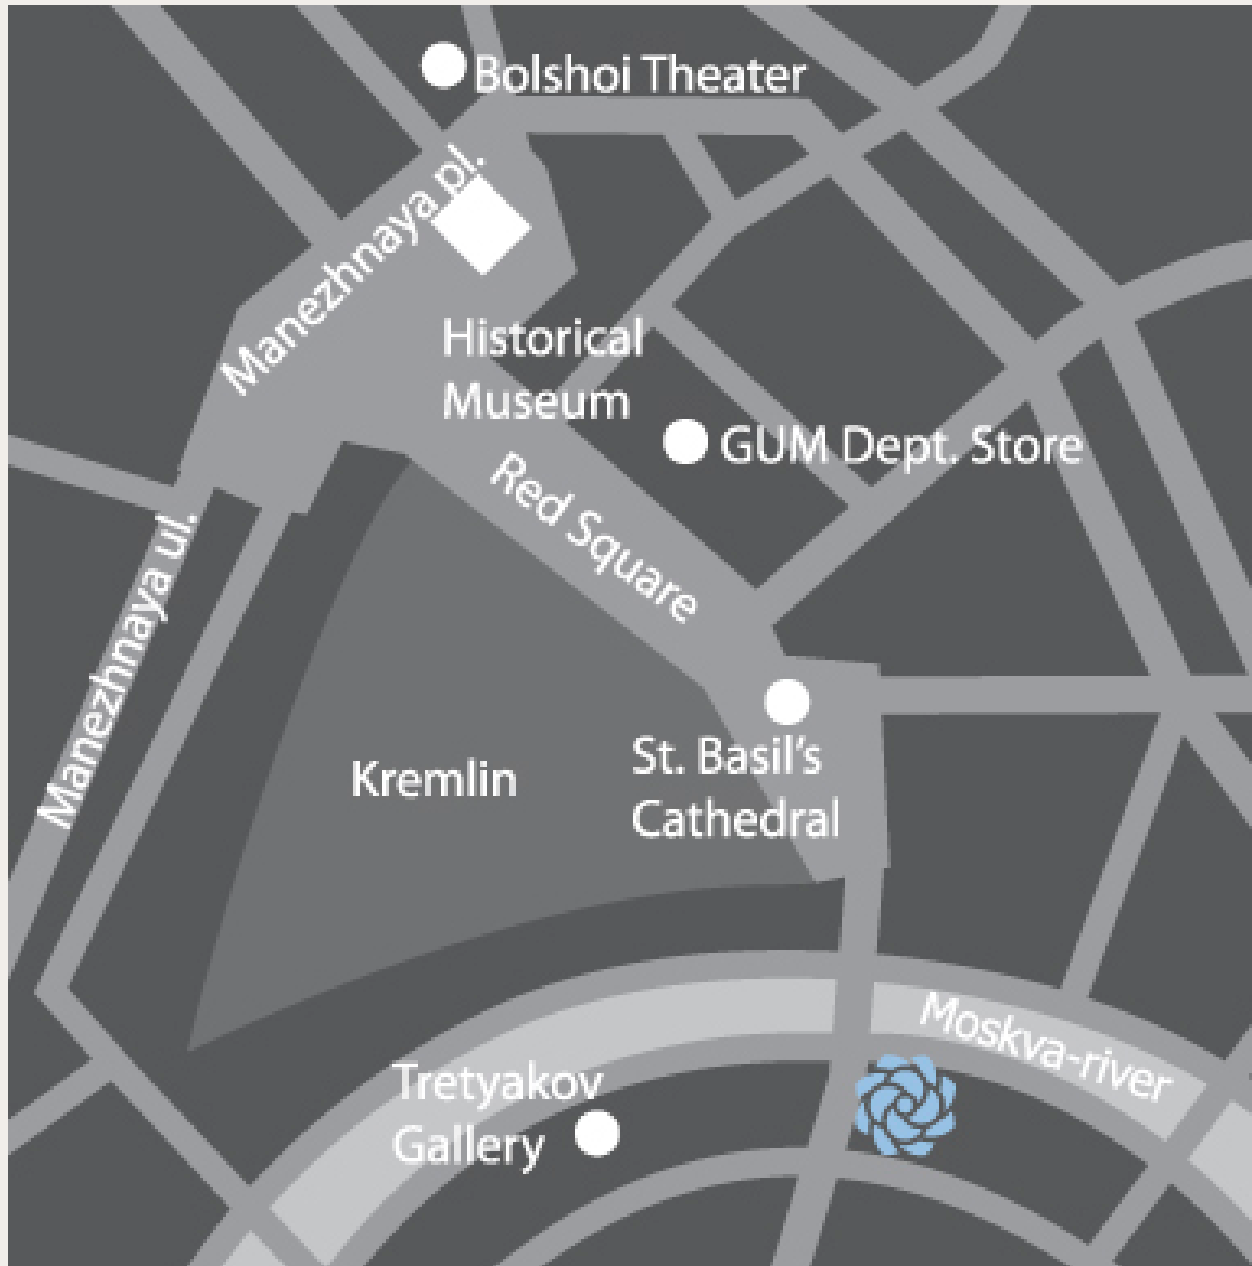 Bolshoi Theater
Manezhnaya pl.
Historical
Museum
GUM Dept. Store
Red Square
Manezhnaya ul.
St. Basil's
Cathedral
Kremlin
Moskva-river
Tretyakov
Gallery